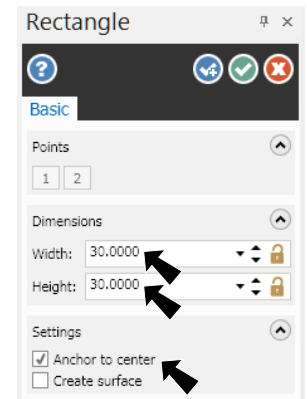 Rectangle
Basic
Points
1 2
Dimensions
Width: 30.0000
Height: 30.0000
Settings
Anchor to center
Create surface